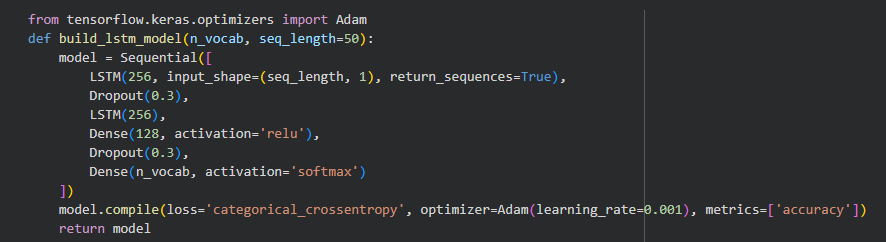 from tensorflow.keras.optimizers import Adam
def build_lstm_model(n_vocab, seq_length=50):
    model = Sequential([
        LSTM(256, input_shape=(seq_length, 1), return_sequences=True),
        Dropout(0.3),
        LSTM(256),
        Dense(128, activation='relu'),
        Dropout(0.3),
        Dense(n_vocab, activation='softmax')
    ])
    model.compile(loss='categorical_crossentropy', optimizer=Adam(learning_rate=0.001), metrics=['accuracy'])
    return model